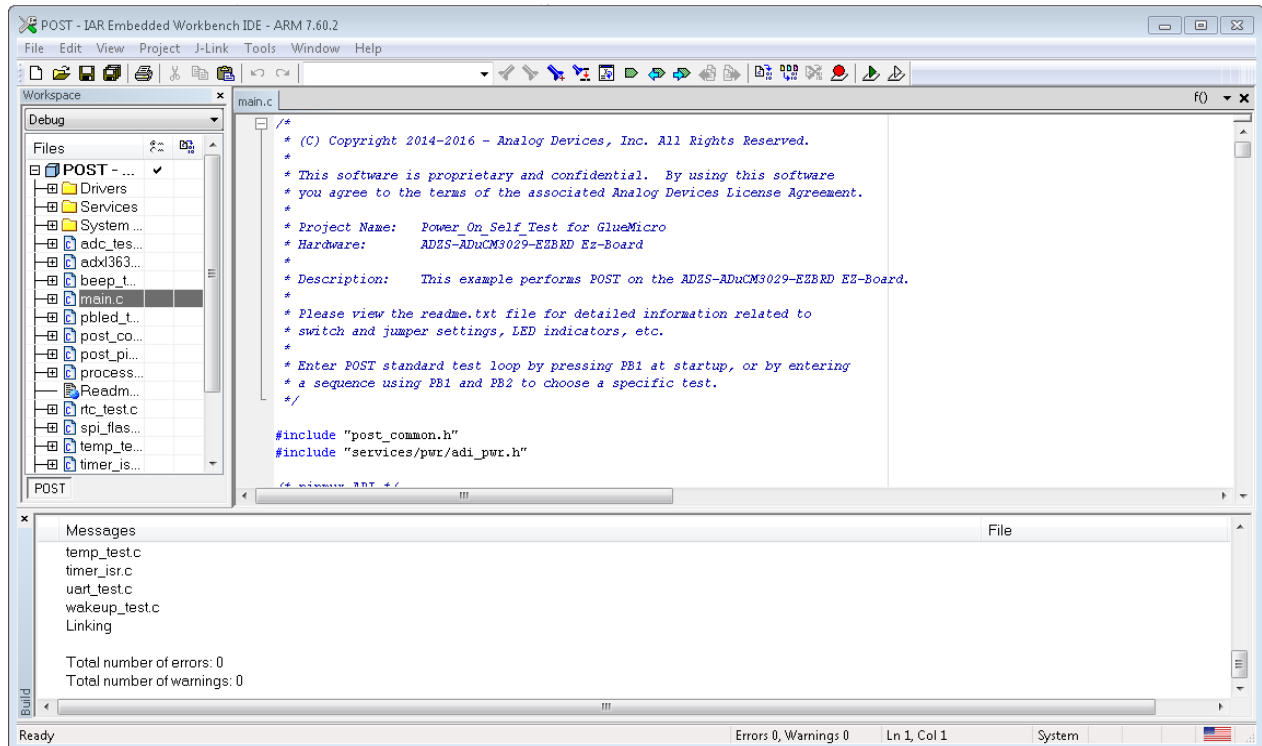 POST - IAR Embedded Workbench IDE - ARM 7.60.2
File Edit View Project J-Link Tools Window Help
Workspace
main.c
f()
Debug
Files
POST - ...
Drivers
Services
System ...
adc_tes...
adxl363...
beep_t...
main.c
pbled_t...
post_co...
post_pi...
process...
Readm...
rtc_test.c
spi_flas...
temp_te...
timer_is...
POST
/*
* (C) Copyright 2014-2016 - Analog Devices, Inc. All Rights Reserved.
*
* This software is proprietary and confidential.  By using this software
* you agree to the terms of the associated Analog Devices License Agreement.
*
* Project Name:   Power_On_Self_Test for GlueMicro
* Hardware:       ADZS-ADuCM3029-EZBRD Ez-Board
*
* Description:    This example performs POST on the ADZS-ADuCM3029-EZBRD EZ-Board.
*
* Please view the readme.txt file for detailed information related to
* switch and jumper settings, LED indicators, etc.
*
* Enter POST standard test loop by pressing PB1 at startup, or by entering
* a sequence using PB1 and PB2 to choose a specific test.
*/
#include "post_common.h"
#include "services/pwr/adi_pwr.h"
/* pinmux API */
Messages File
temp_test.c
timer_isr.c
uart_test.c
wakeup_test.c
Linking
Total number of errors: 0
Total number of warnings: 0
Build
Ready Errors 0, Warnings 0 Ln 1, Col 1 System